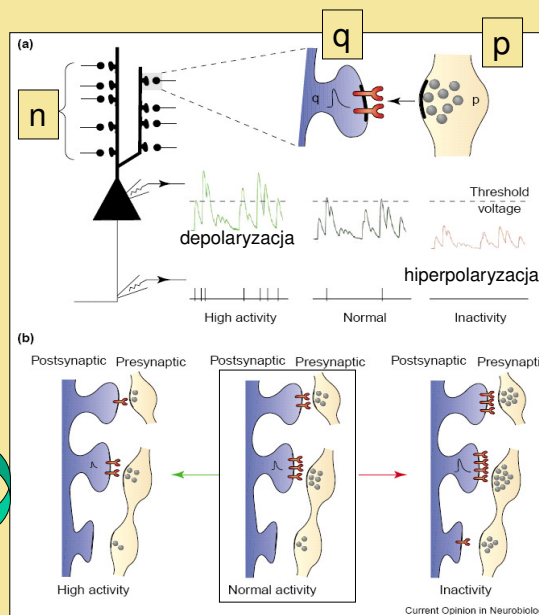 (a)
q
p
n
q
p
Threshold
voltage
depolaryzacja
hiperpolaryzacja
High activity
Normal
Inactivity
(b)
Postsynaptic Presynaptic
Postsynaptic Presynaptic
Postsynaptic Presynapti
High activity
Normal activity
Inactivity
Current Opinion in Neurobiolo